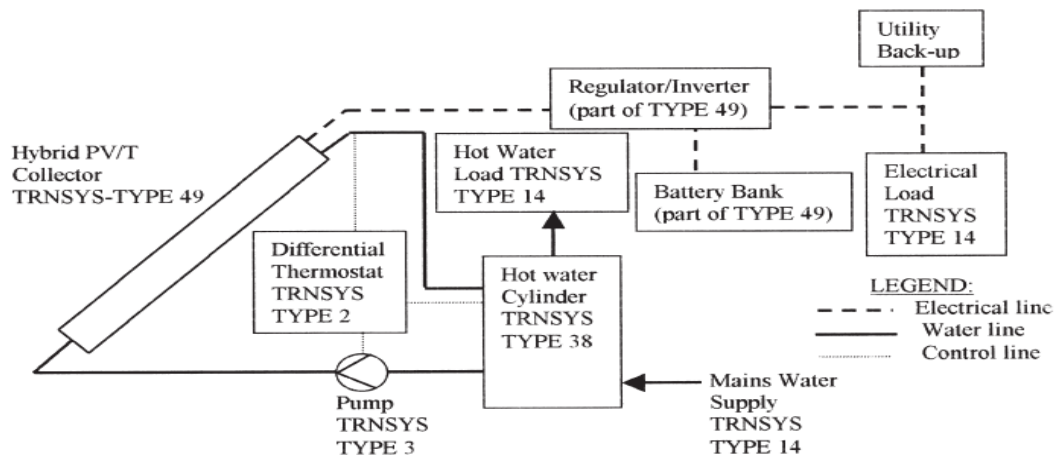 Utility
Back-up
Regulator/Inverter
(part of TYPE 49)
Hybrid PV/T
Collector
TRNSYS-TYPE 49
Hot Water
Load TRNSYS
TYPE 14
Battery Bank
(part of TYPE 49)
Electrical
Load
TRNSYS
TYPE 14
Differential
Thermostat
TRNSYS
TYPE 2
Hot water
Cylinder
TRNSYS
TYPE 38
LEGEND:
Electrical line
Water line
Control line
Pump
TRNSYS
TYPE 3
Mains Water
Supply
TRNSYS
TYPE 14